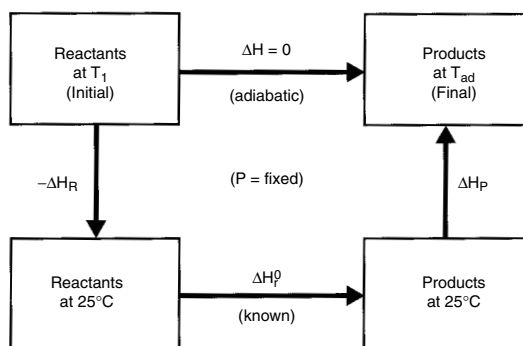 Reactants
at T₁
(Initial)
ΔH = 0
(adiabatic)
Products
at Tad
(Final)
−ΔHR
(P = fixed)
ΔHP
Reactants
at 25°C
ΔHr⁰
(known)
Products
at 25°C